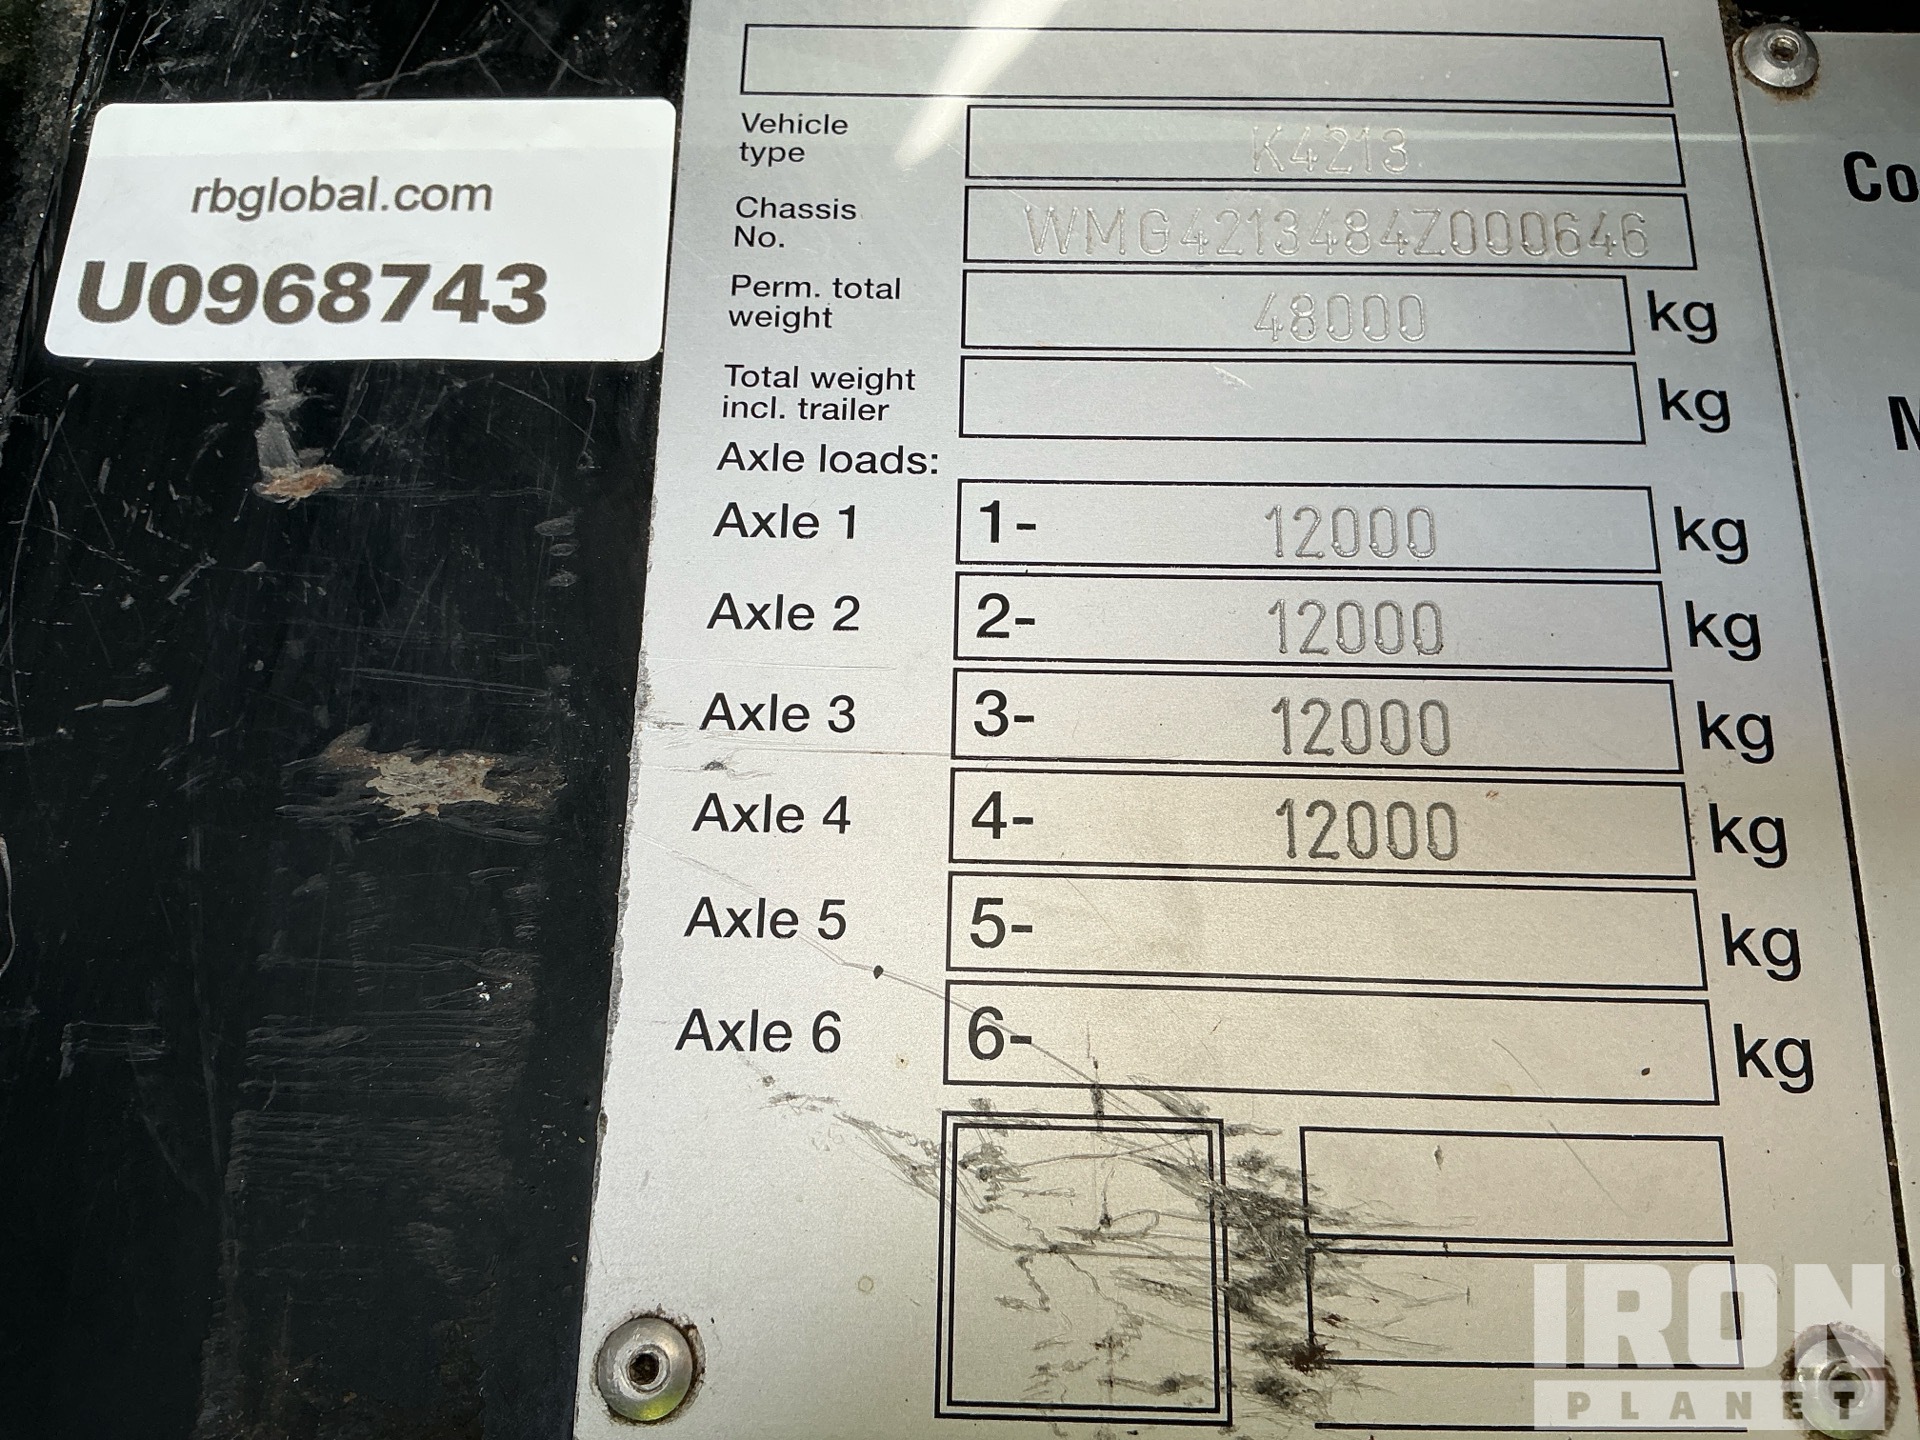 rbglobal.com
U0968743
Vehicle type K4213
Chassis No. WMG4213484Z000646
Perm. total weight 48000 kg
Total weight incl. trailer kg
Axle loads:
Axle 1 1- 12000 kg
Axle 2 2- 12000 kg
Axle 3 3- 12000 kg
Axle 4 4- 12000 kg
Axle 5 5- kg
Axle 6 6- kg
Co
IRON
PLANET